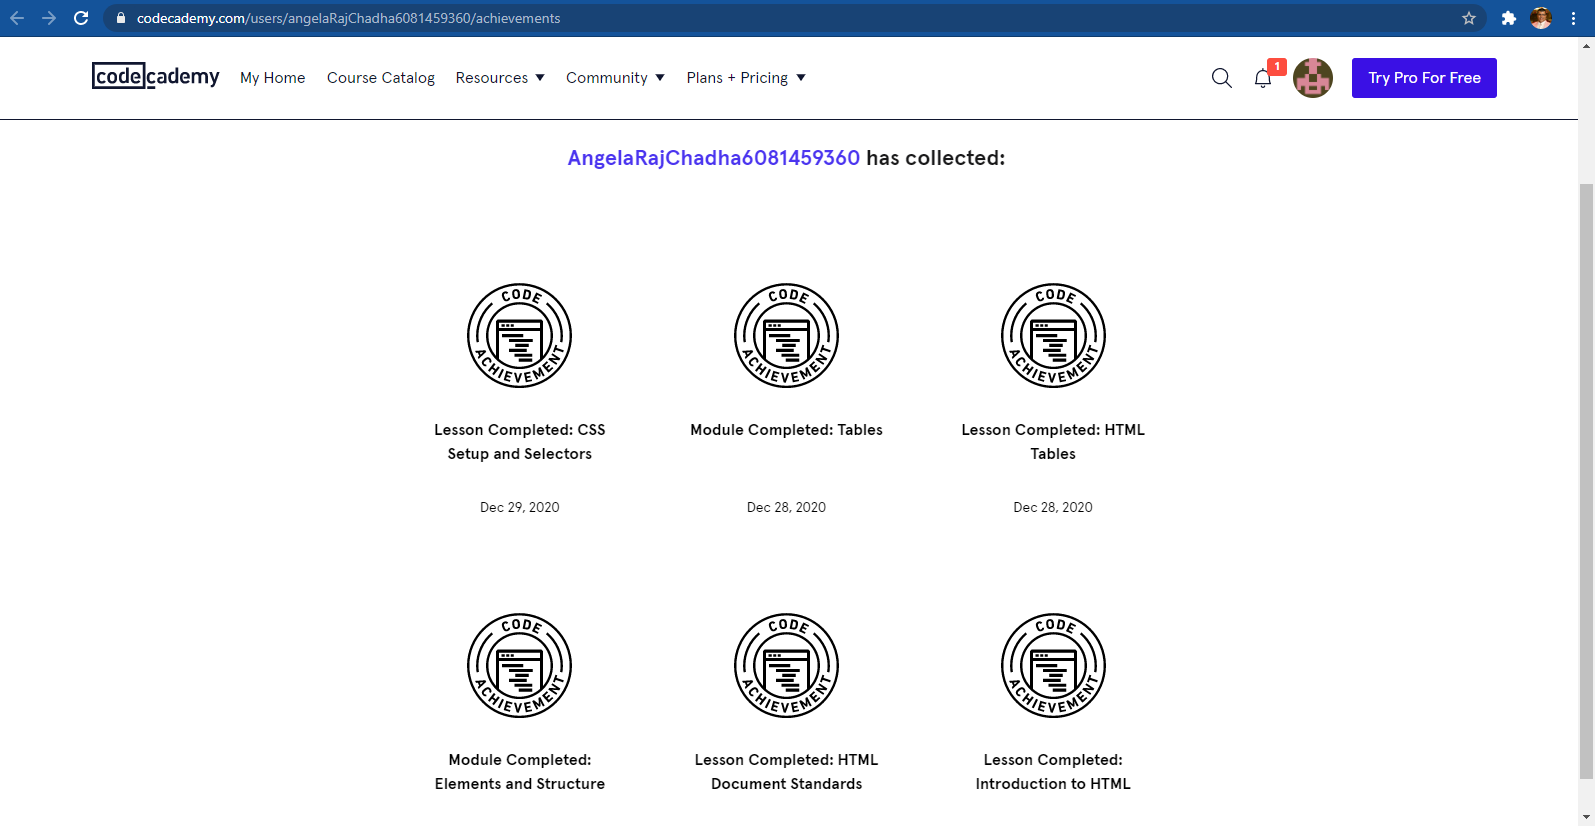 codecademy.com/users/angelaRajChadha6081459360/achievements
codecademy My Home Course Catalog Resources Community Plans + Pricing 1 Try Pro For Free
AngelaRajChadha6081459360 has collected:
CODE ACHIEVEMENT CODE ACHIEVEMENT CODE ACHIEVEMENT
Lesson Completed: CSS Setup and Selectors
Dec 29, 2020
Module Completed: Tables
Dec 28, 2020
Lesson Completed: HTML
Tables
Dec 28, 2020
CODE ACHIEVEMENT CODE ACHIEVEMENT CODE ACHIEVEMENT
Module Completed:
Elements and Structure
Lesson Completed: HTML
Document Standards
Lesson Completed:
Introduction to HTML